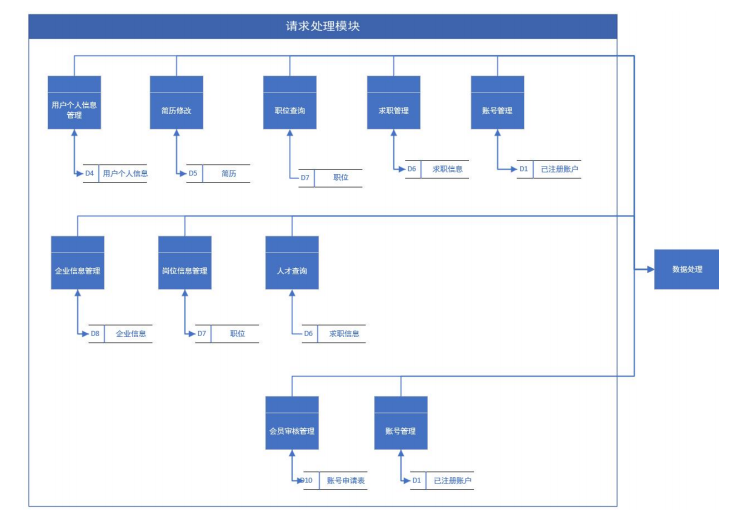 请求处理模块
用户个人信息
管理
简历修改
职位查询
求职管理
账号管理
D4 用户个人信息
D5 简历
D7 职位
D6 求职信息
D1 已注册账户
企业信息管理
岗位信息管理
人才查询
数据处理
D8 企业信息
D7 职位
D6 求职信息
会员审核管理
账号管理
D10 账号申请表
D1 已注册账户